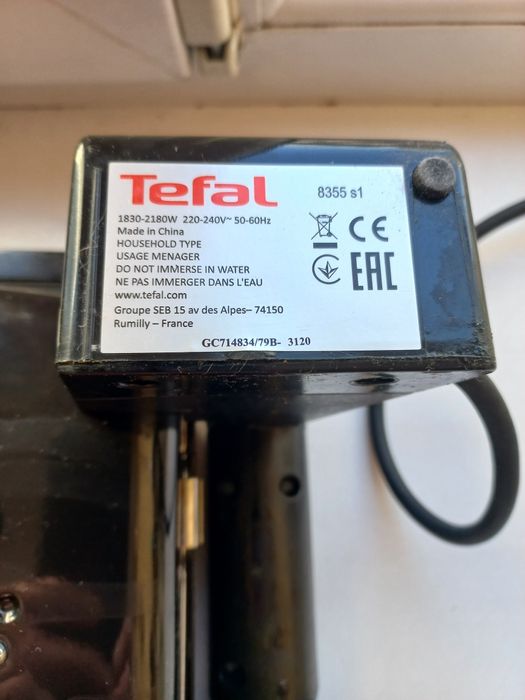 Tefal
8355 s1
1830-2180W 220-240V~ 50-60Hz
Made in China
HOUSEHOLD TYPE
USAGE MENAGER
DO NOT IMMERSE IN WATER
NE PAS IMMERGER DANS L'EAU
www.tefal.com
Groupe SEB 15 av des Alpes– 74150
Rumilly – France
CE
EAC
GC714834/79B- 3120